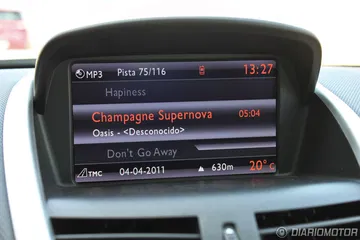 MP3 Pista 75/116 13:27
Hapiness
Champagne Supernova 05:04
Oasis - <Desconocido>
Don't Go Away
TMC 04-04-2011 630m 20°C
DIARIOMOTOR